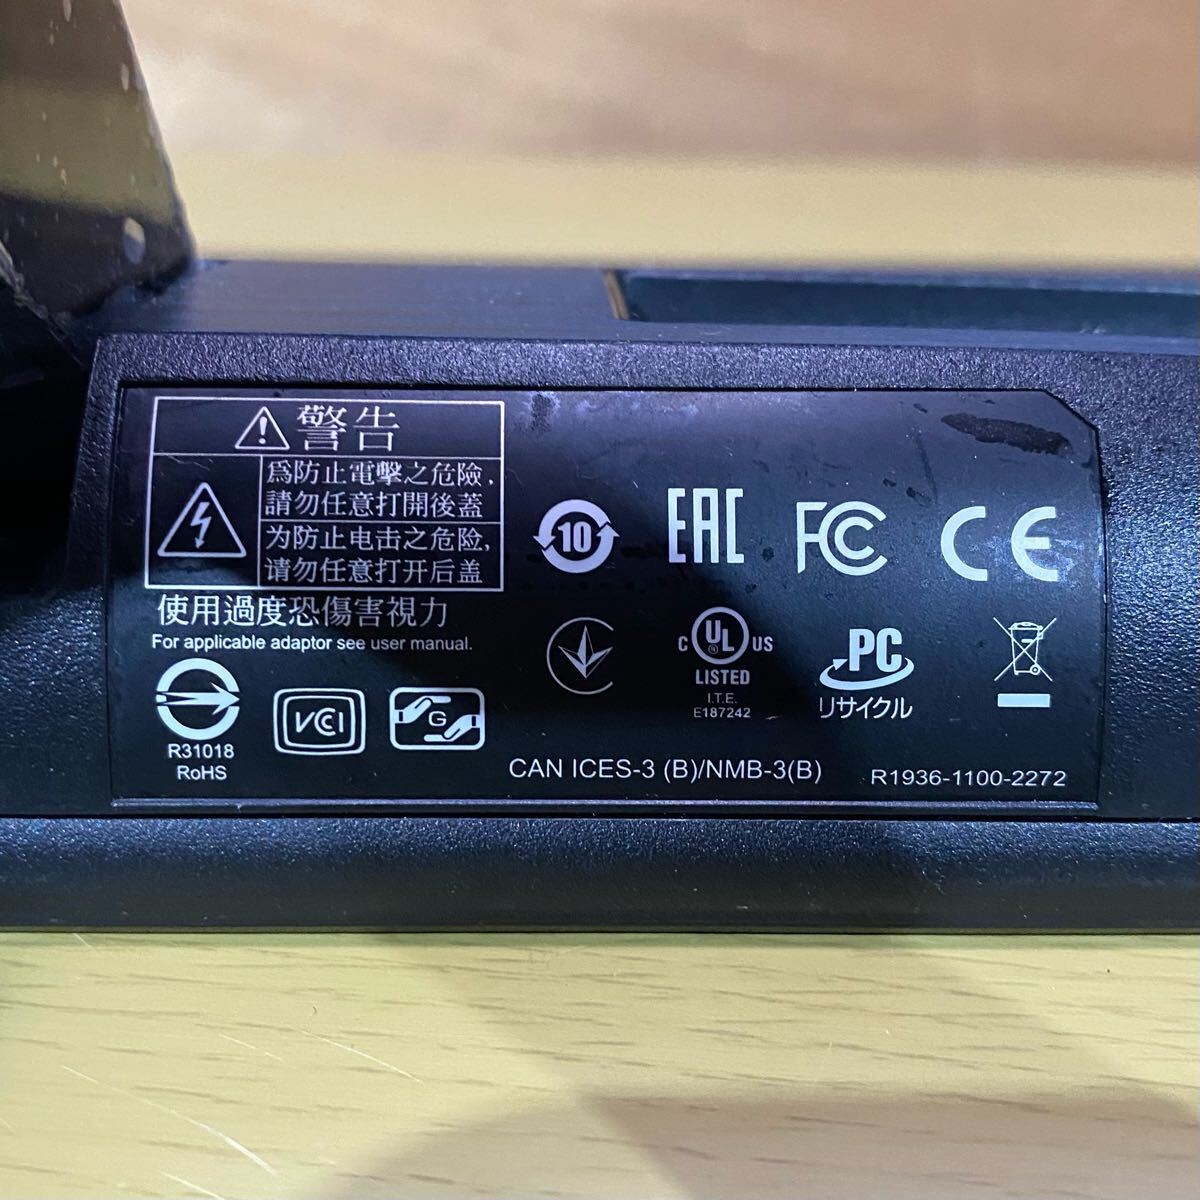 警告
爲防止電擊之危險,
請勿任意打開後蓋
为防止电击之危险,
请勿任意打开后盖
使用過度恐傷害視力
For applicable adaptor see user manual.
10
EAC
FC
CE
R31018
RoHS
VCCI
G
C UL US
LISTED
I.T.E.
E187242
PC
リサイクル
CAN ICES-3 (B)/NMB-3(B)
R1936-1100-2272